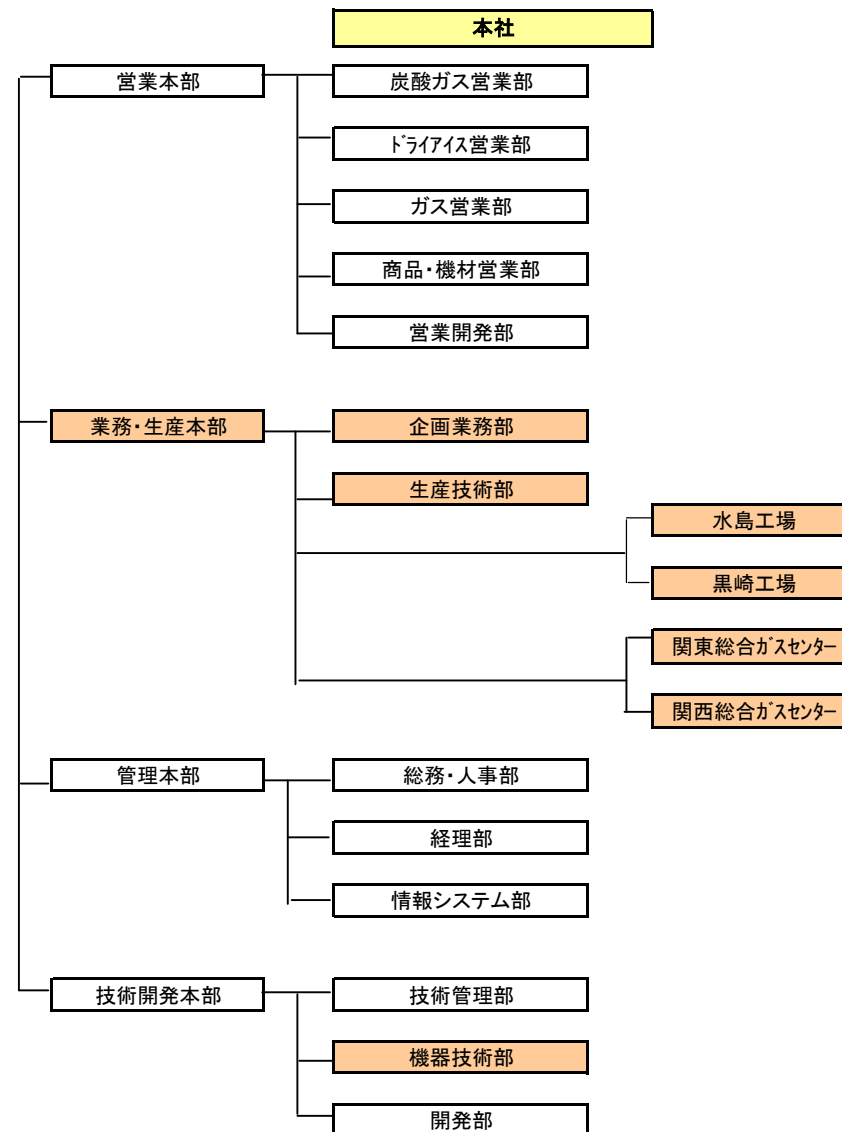 本社
営業本部
炭酸ガス営業部
ﾄﾞﾗｲｱｲｽ営業部
ガス営業部
商品・機材営業部
営業開発部
業務・生産本部
企画業務部
生産技術部
水島工場
黒崎工場
関東総合ｶﾞｽｾﾝﾀｰ
関西総合ｶﾞｽｾﾝﾀｰ
管理本部
総務・人事部
経理部
情報システム部
技術開発本部
技術管理部
機器技術部
開発部